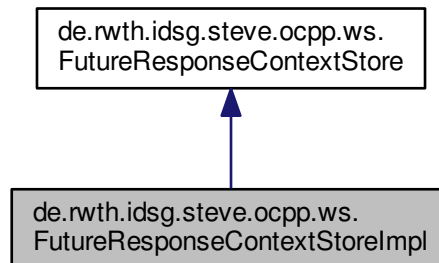 de.rwth.idsg.steve.ocpp.ws.
FutureResponseContextStore
de.rwth.idsg.steve.ocpp.ws.
FutureResponseContextStoreImpl